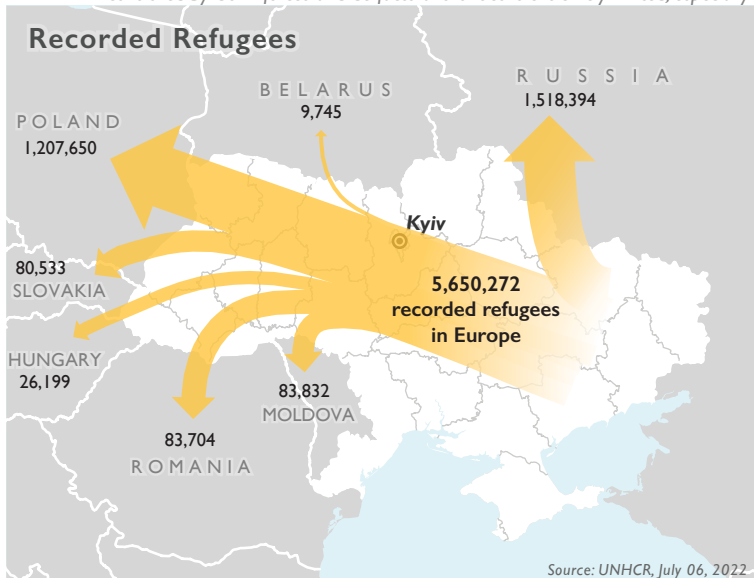 Recorded Refugees
BELARUS
9,745
RUSSIA
1,518,394
POLAND
1,207,650
Kyiv
80,533
SLOVAKIA
5,650,272
recorded refugees
in Europe
HUNGARY
26,199
83,832
MOLDOVA
83,704
ROMANIA
Source: UNHCR, July 06, 2022